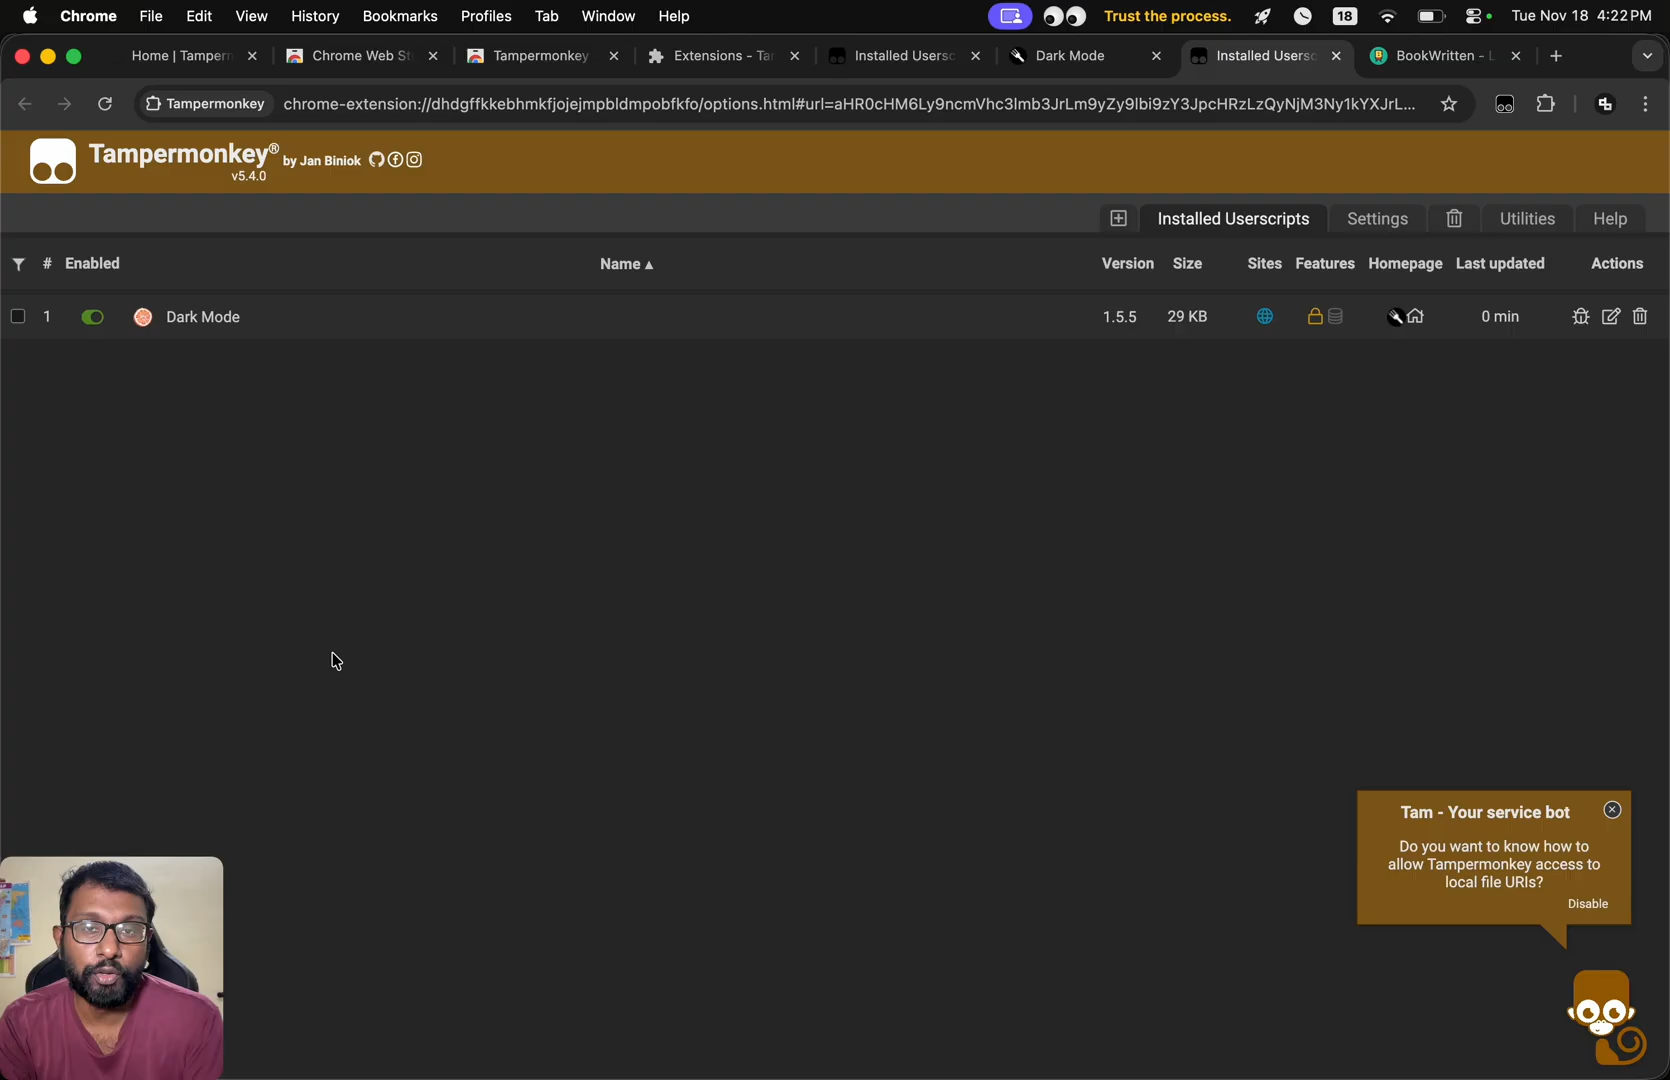 Chrome File Edit View History Bookmarks Profiles Tab Window Help Trust the process. 18 Tue Nov 18 4:22 PM
Home | Tampern Chrome Web St Tampermonkey Extensions - Tar Installed Usersc Dark Mode Installed Usersc BookWritten - L
Tampermonkey chrome-extension://dhdgffkkebhmkfjojejmpbldmpobfkfo/options.html#url=aHR0cHM6Ly9ncmVhc3lmb3JrLm9yZy9lbi9zY3JpcHRzLzQyNjM3Ny1kYXJrL...
Tampermonkey® by Jan Biniok
v5.4.0
Installed Userscripts Settings Utilities Help
# Enabled Name ▲ Version Size Sites Features Homepage Last updated Actions
1 Dark Mode 1.5.5 29 KB 0 min
Tam - Your service bot
Do you want to know how to
allow Tampermonkey access to
local file URIs?
Disable